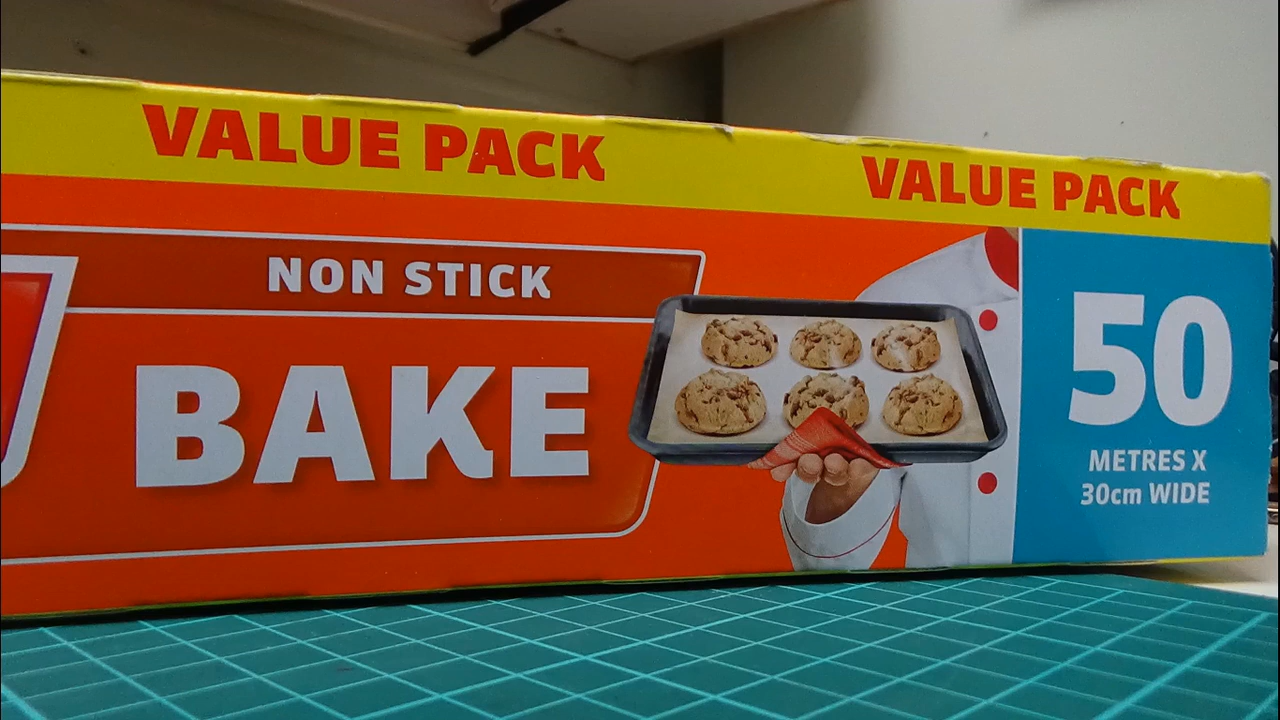 VALUE PACK
VALUE PACK
NON STICK
BAKE
50
METRES X
30cm WIDE